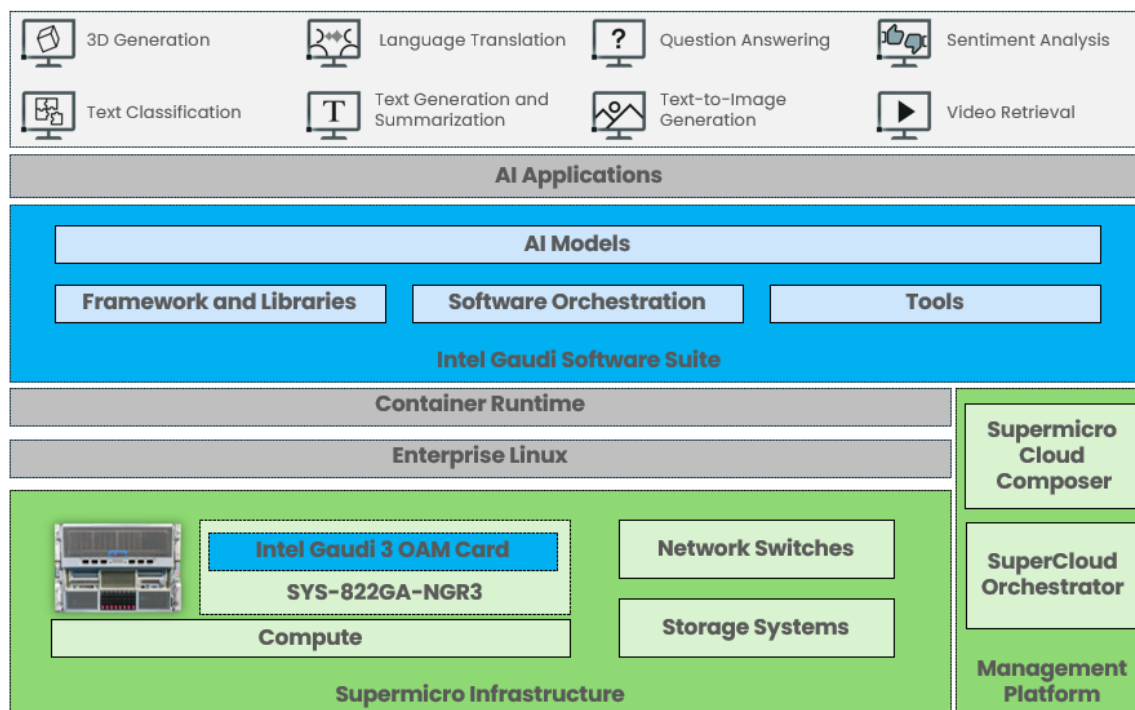 3D Generation
Language Translation
? Question Answering
Sentiment Analysis
Text Classification
T
Text Generation and
Summarization
Text-to-Image
Generation
Video Retrieval
AI Applications
AI Models
Framework and Libraries
Software Orchestration
Tools
Intel Gaudi Software Suite
Container Runtime
Enterprise Linux
Intel Gaudi 3 OAM Card
SYS-822GA-NGR3
Compute
Network Switches
Storage Systems
Supermicro Infrastructure
Supermicro
Cloud
Composer
SuperCloud
Orchestrator
Management
Platform